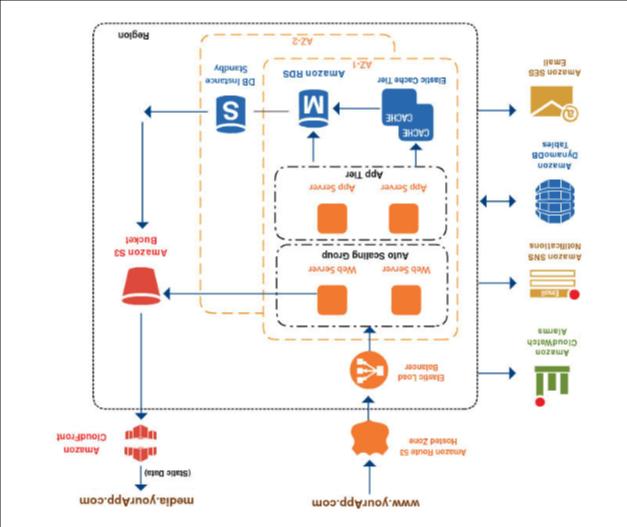 www.yourApp.com
media.yourApp.com
(Static Data)
Amazon Route S3
Hosted Zone
Amazon
CloudFront
Elastic Load
Balancer
Amazon
CloudWatch
Alarms
Email
Amazon SNS
Notifications
Web Server
Web Server
Auto Scaling Group
Amazon S3
Bucket
App Server
App Server
App Tier
Amazon
DynamoDB
Tables
CACHE
CACHE
Elastic Cache Tier
M
Amazon RDS
S
DB Instance
Standby
@
Amazon SES
Email
AZ-1
AZ-2
Region